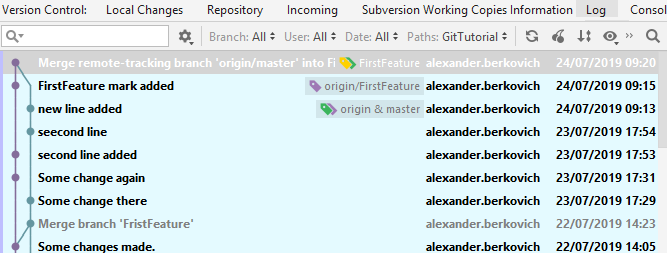 Version Control: Local Changes Repository Incoming Subversion Working Copies Information Log Conso
Branch: All User: All Date: All Paths: GitTutorial
Merge remote-tracking branch 'origin/master' into Fi FirstFeature alexander.berkovich 24/07/2019 09:20
FIrstFeature mark added origin/FirstFeature alexander.berkovich 24/07/2019 09:15
new line added origin & master alexander.berkovich 24/07/2019 09:13
seecond line alexander.berkovich 23/07/2019 17:54
second line added alexander.berkovich 23/07/2019 17:53
Some change again alexander.berkovich 23/07/2019 17:31
Some change there alexander.berkovich 23/07/2019 17:29
Merge branch 'FristFeature' alexander.berkovich 22/07/2019 14:23
Some changes made. alexander.berkovich 22/07/2019 14:05